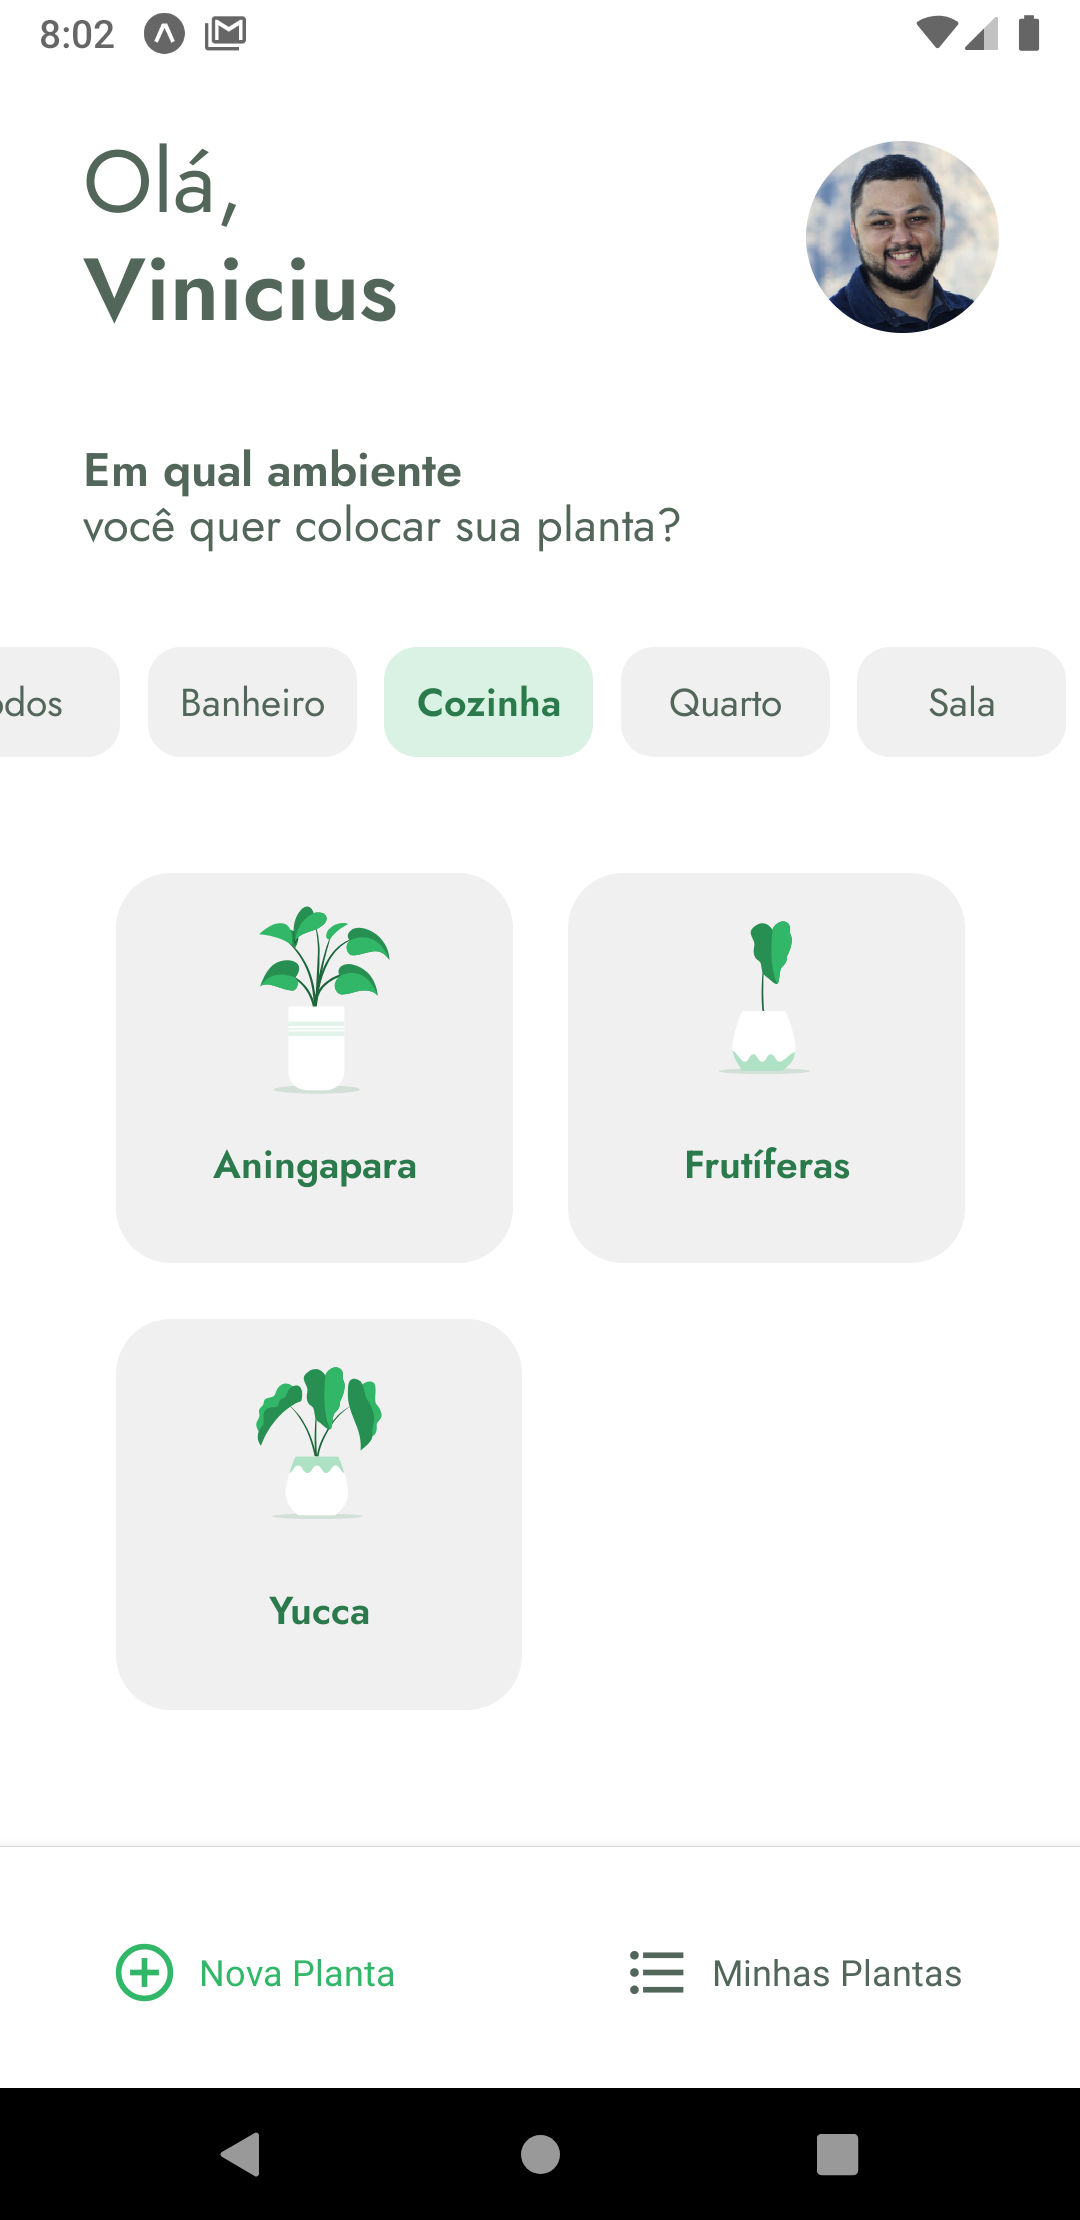 8:02
Olá,
Vinicius
Em qual ambiente
você quer colocar sua planta?
odos Banheiro Cozinha Quarto Sala
Aningapara Frutíferas
Yucca
Nova Planta Minhas Plantas